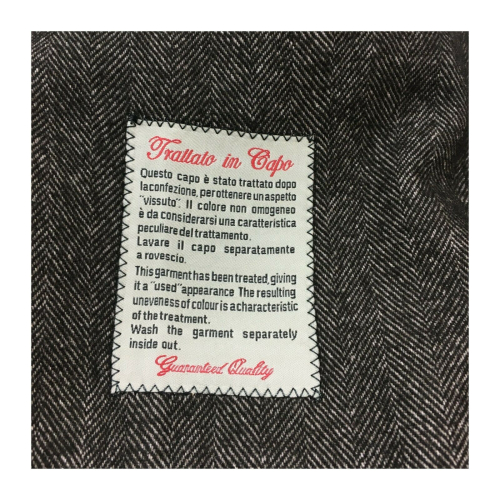 Trattato in Capo
Questo capo è stato trattato dopo
la confezione, per ottenere un aspetto
"vissuto". Il colore non omogeneo
è da considerarsi una caratteristica
peculiare del trattamento.
Lavare il capo separatamente
a rovescio.
This garment has been treated, giving
it a "used" appearance The resulting
uneveness of colour is a characteristic
of the treatment.
Wash the garment separately
inside out.
Guaranteed Quality